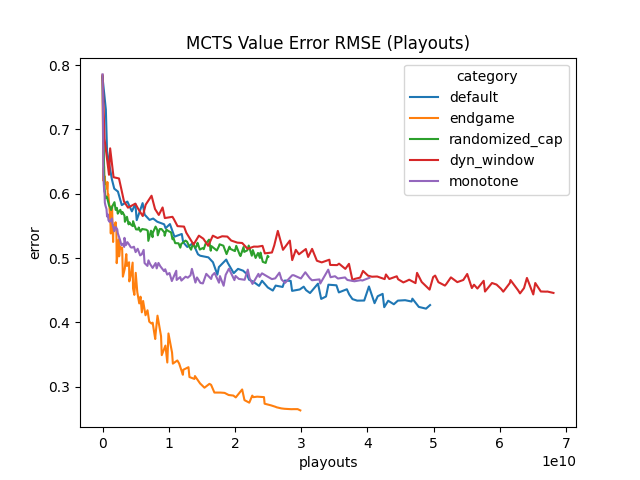 MCTS Value Error RMSE (Playouts)
category
default
endgame
randomized_cap
dyn_window
monotone
error
0.8
0.7
0.6
0.5
0.4
0.3
0 1 2 3 4 5 6 7
1e10
playouts